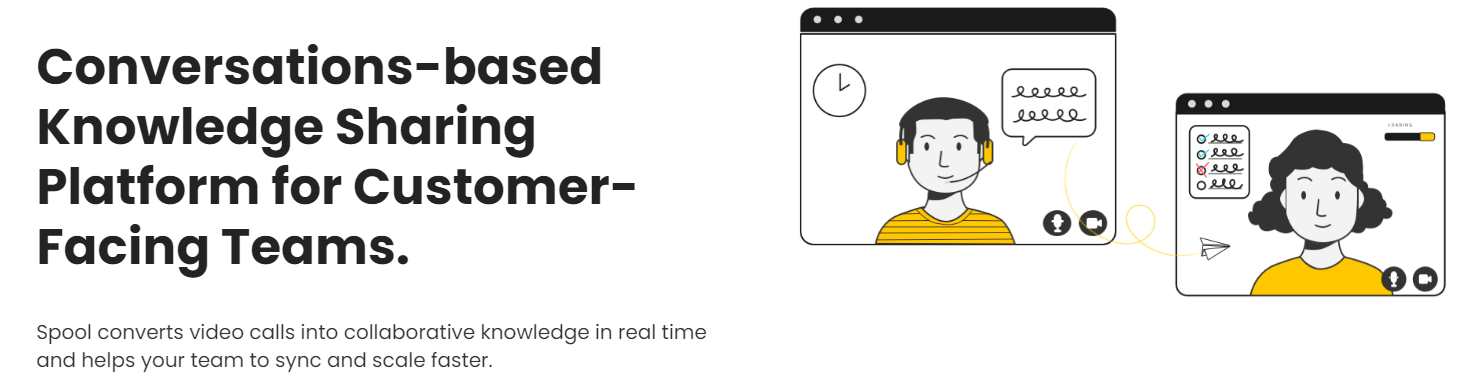 Conversations-based
Knowledge Sharing
Platform for Customer-
Facing Teams.
Spool converts video calls into collaborative knowledge in real time
and helps your team to sync and scale faster.
LOADING